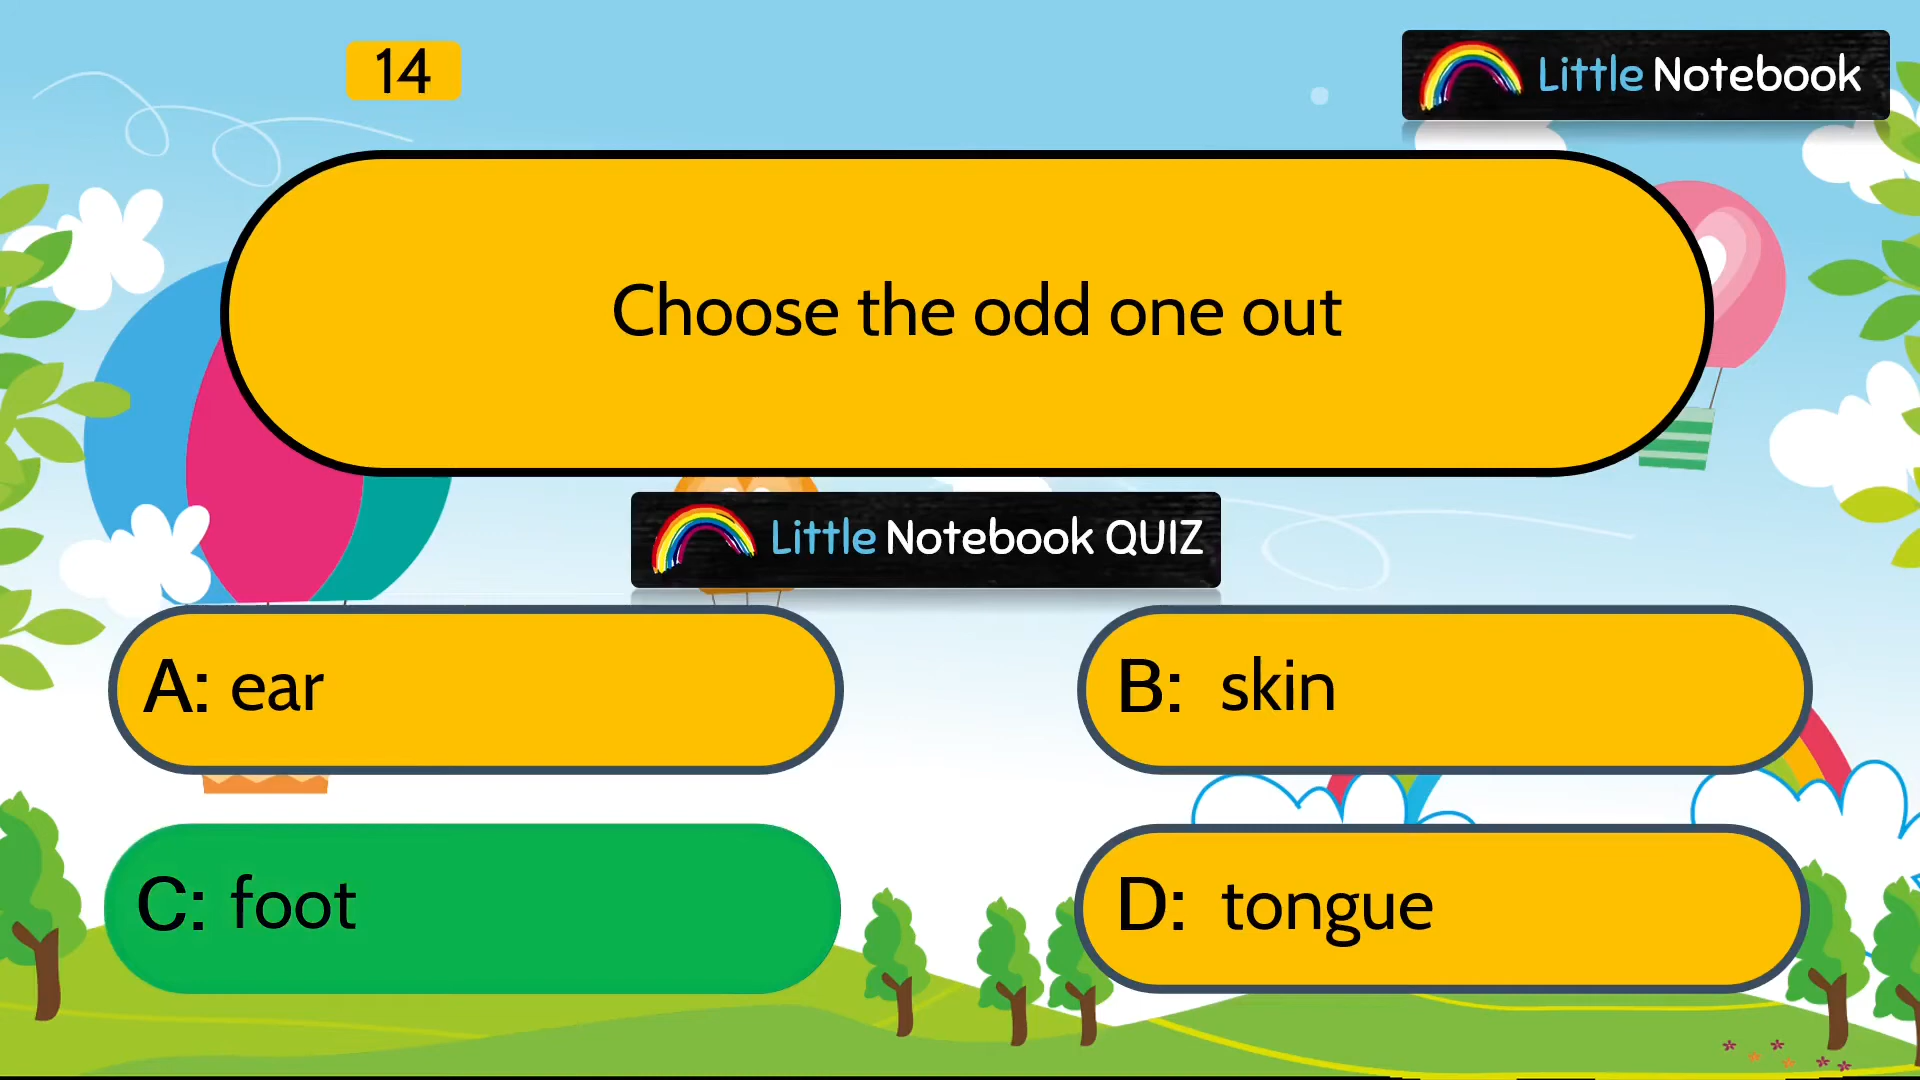 14
Little Notebook
Choose the odd one out
Little Notebook QUIZ
A: ear
B: skin
C: foot
D: tongue